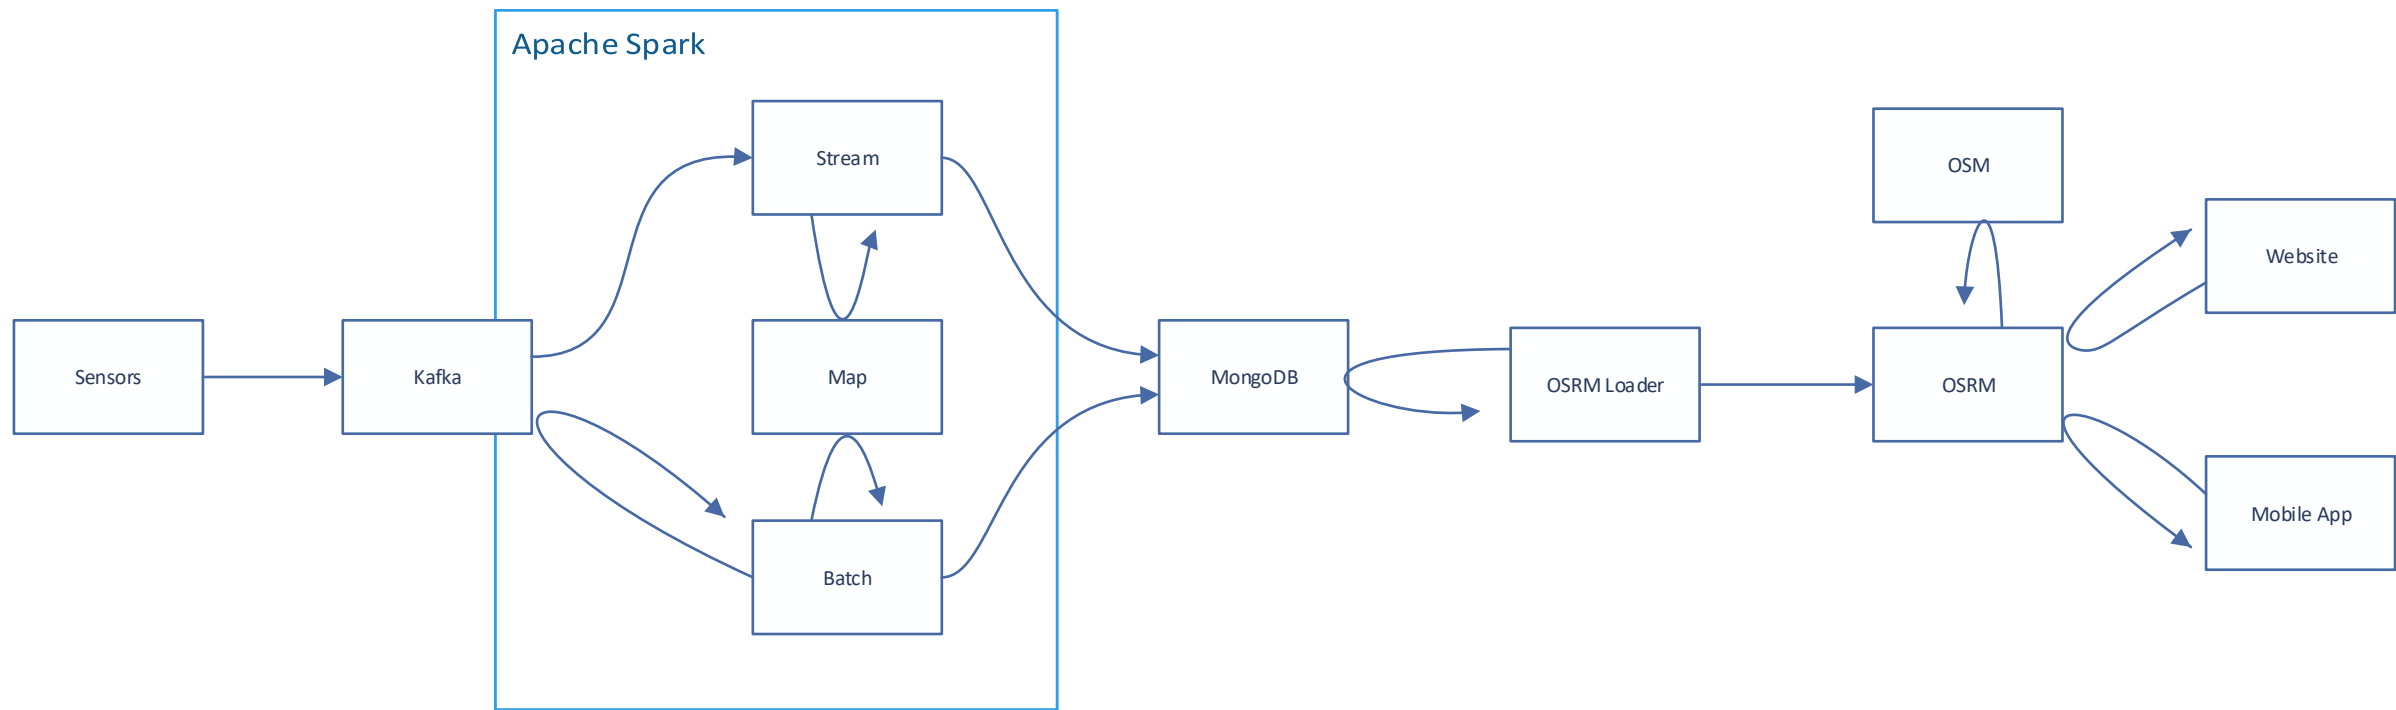 Apache Spark
Stream
OSM
Website
Sensors
Kafka
Map
MongoDB
OSRM Loader
OSRM
Mobile App
Batch